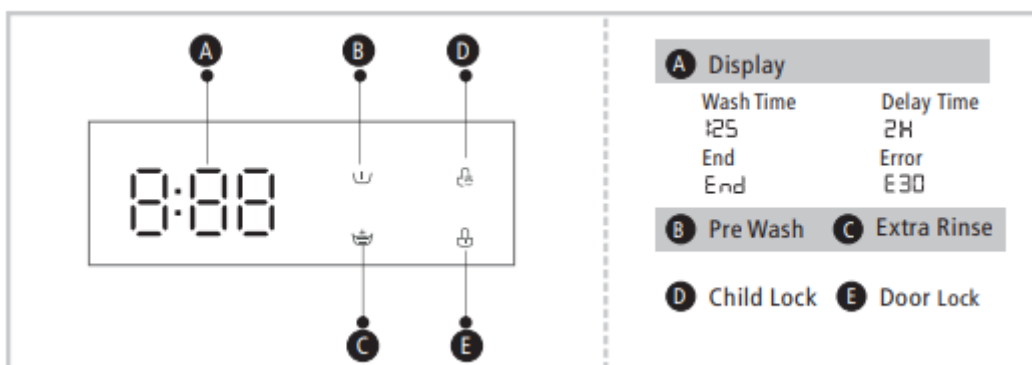 A B D
8:88
C E
A Display
Wash Time Delay Time
1:25 2H
End Error
End E30
B Pre Wash C Extra Rinse
D Child Lock E Door Lock